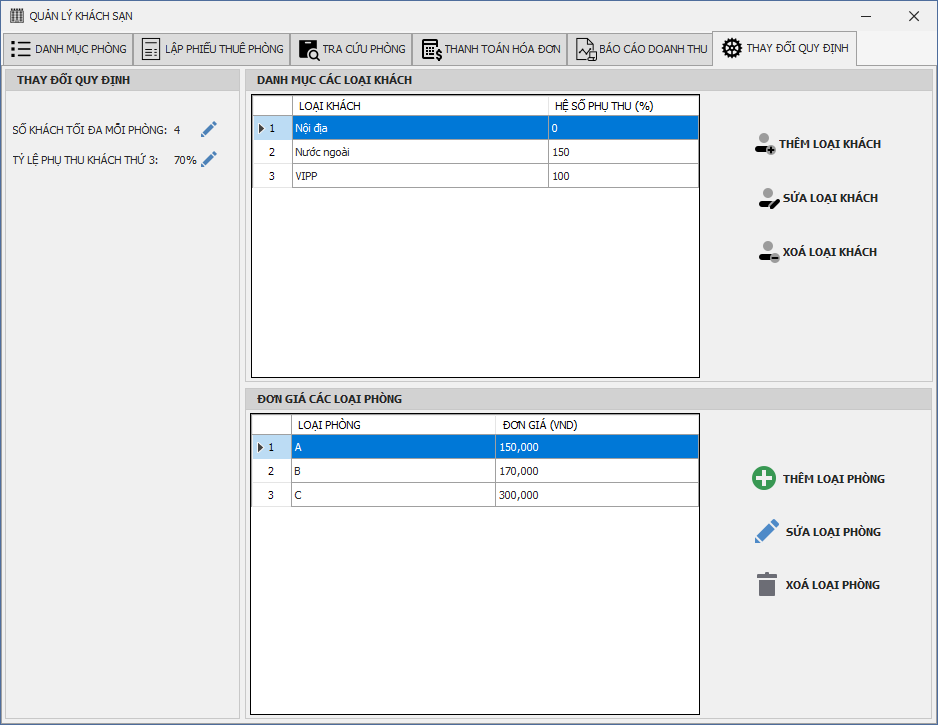 QUẢN LÝ KHÁCH SẠN
DANH MỤC PHÒNG
LẬP PHIẾU THUÊ PHÒNG
TRA CỨU PHÒNG
THANH TOÁN HÓA ĐƠN
BÁO CÁO DOANH THU
THAY ĐỔI QUY ĐỊNH
THAY ĐỔI QUY ĐỊNH
SỐ KHÁCH TỐI ĐA MỖI PHÒNG: 4
TỶ LỆ PHỤ THU KHÁCH THỨ 3: 70%
DANH MỤC CÁC LOẠI KHÁCH
LOẠI KHÁCH HỆ SỐ PHỤ THU (%)
1 Nội địa 0
2 Nước ngoài 150
3 VIPP 100
THÊM LOẠI KHÁCH
SỬA LOẠI KHÁCH
XOÁ LOẠI KHÁCH
ĐƠN GIÁ CÁC LOẠI PHÒNG
LOẠI PHÒNG ĐƠN GIÁ (VND)
1 A 150,000
2 B 170,000
3 C 300,000
THÊM LOẠI PHÒNG
SỬA LOẠI PHÒNG
XOÁ LOẠI PHÒNG